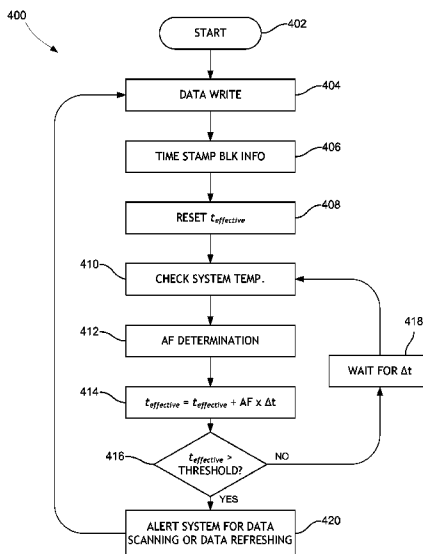 400
START
402
DATA WRITE
404
TIME STAMP BLK INFO
406
RESET t_effective
408
410
CHECK SYSTEM TEMP.
412
AF DETERMINATION
418
WAIT FOR Δt
414
t_effective = t_effective + AF x Δt
416
t_effective >
THRESHOLD?
NO
YES
ALERT SYSTEM FOR DATA
SCANNING OR DATA REFRESHING
420